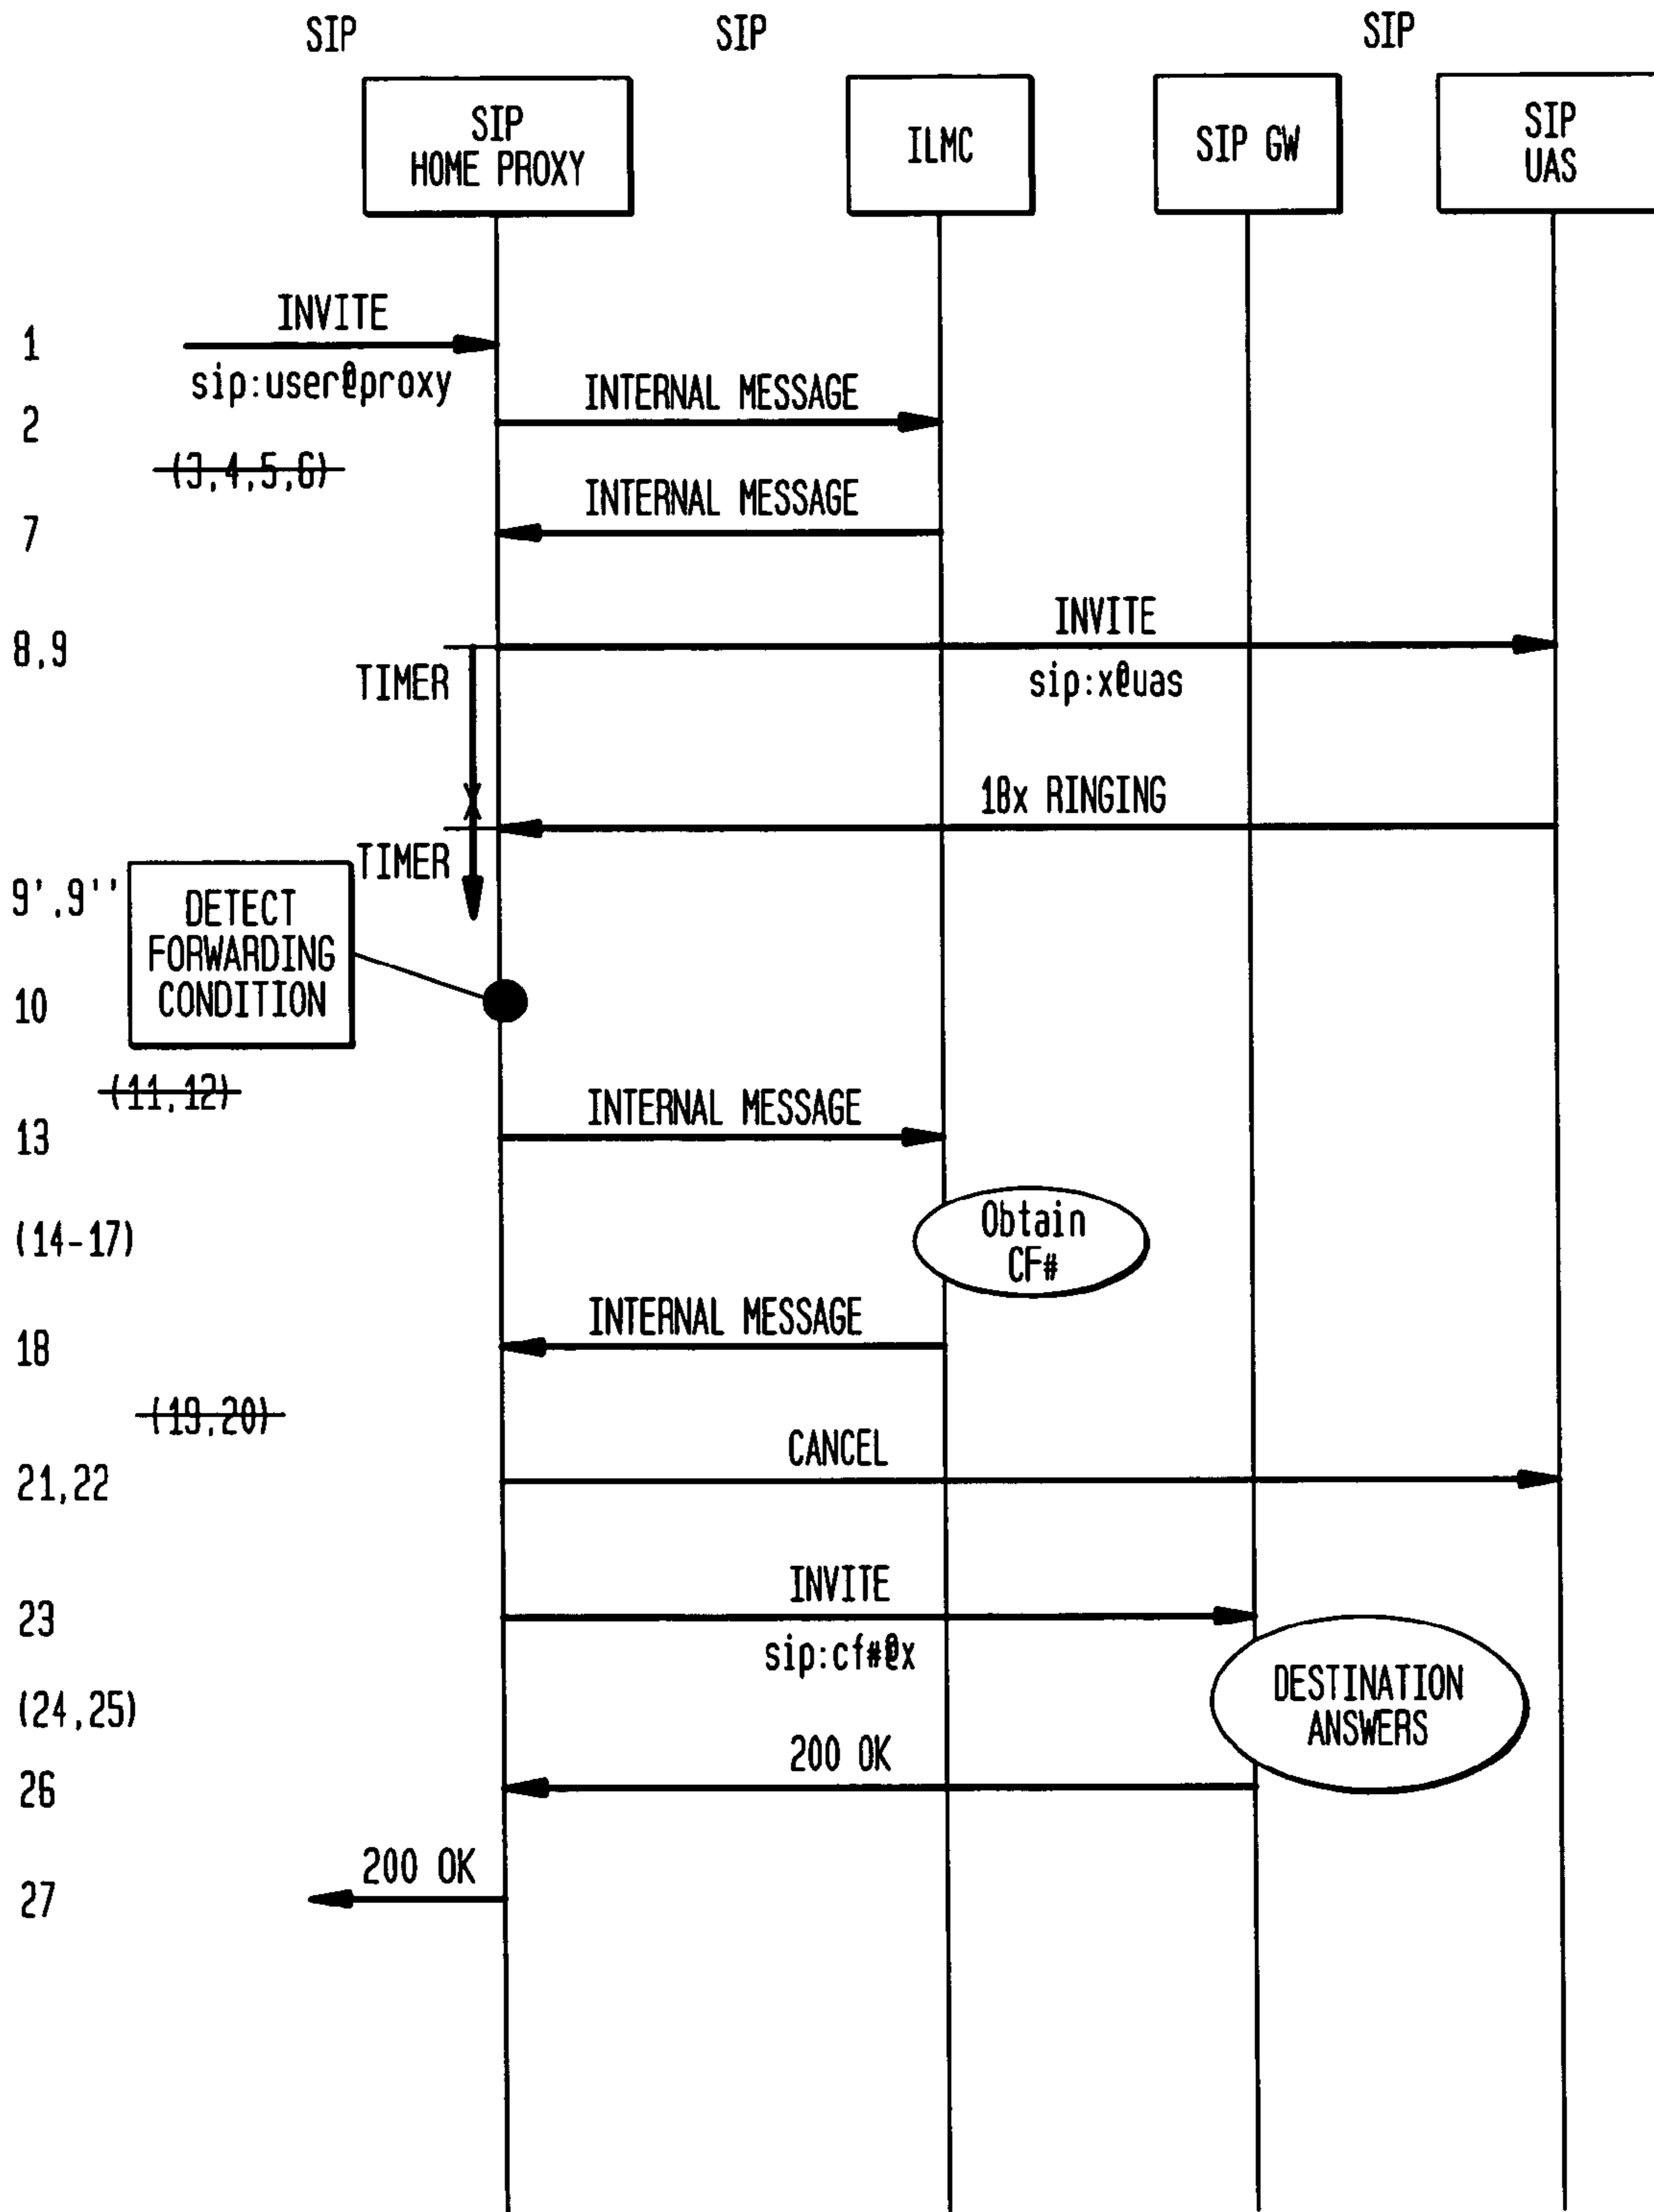 SIP SIP SIP
SIP
HOME PROXY
ILMC
SIP GW
SIP
UAS
1
INVITE
sip:user@proxy
2
INTERNAL MESSAGE
(3,4,5,6)
7
INTERNAL MESSAGE
8,9
INVITE
TIMER
sip:x@uas
18x RINGING
TIMER
9',9''
DETECT
FORWARDING
CONDITION
10
(11,12)
13
INTERNAL MESSAGE
(14-17)
Obtain
CF#
18
INTERNAL MESSAGE
(19,20)
21,22
CANCEL
23
INVITE
sip:cf#@x
(24,25)
DESTINATION
ANSWERS
26
200 OK
27
200 OK